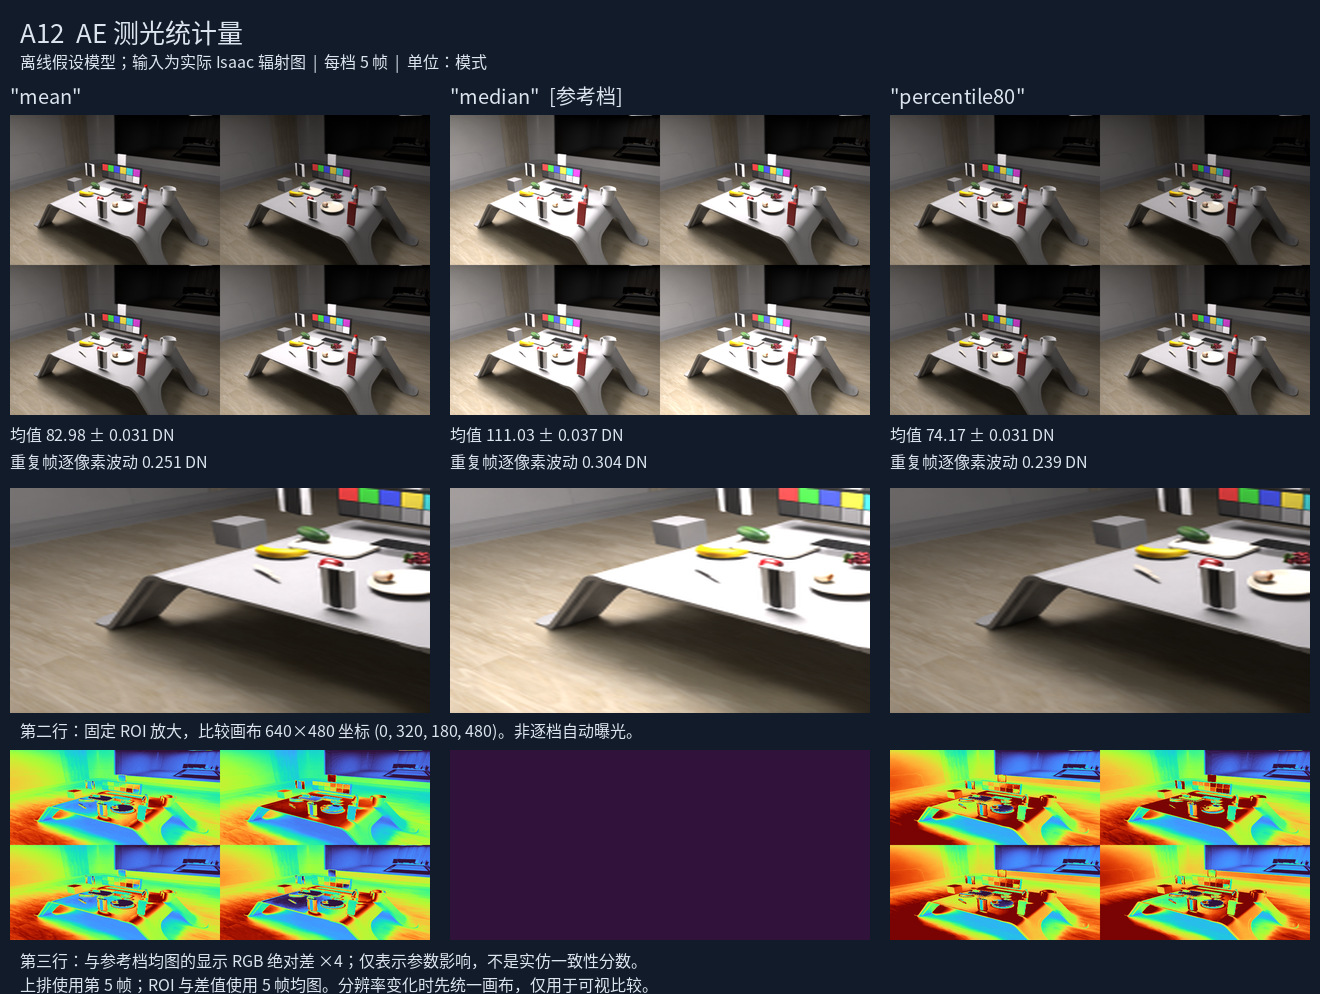 A12 AE 测光统计量
离线假设模型；输入为实际 Isaac 辐射图 | 每档 5 帧 | 单位：模式
"mean"
"median" [参考档]
"percentile80"
均值 82.98 ± 0.031 DN
重复帧逐像素波动 0.251 DN
均值 111.03 ± 0.037 DN
重复帧逐像素波动 0.304 DN
均值 74.17 ± 0.031 DN
重复帧逐像素波动 0.239 DN
第二行：固定 ROI 放大，比较画布 640×480 坐标 (0, 320, 180, 480)。非逐档自动曝光。
第三行：与参考档均图的显示 RGB 绝对差 ×4；仅表示参数影响，不是实仿一致性分数。
上排使用第 5 帧；ROI 与差值使用 5 帧均图。分辨率变化时先统一画布，仅用于可视比较。